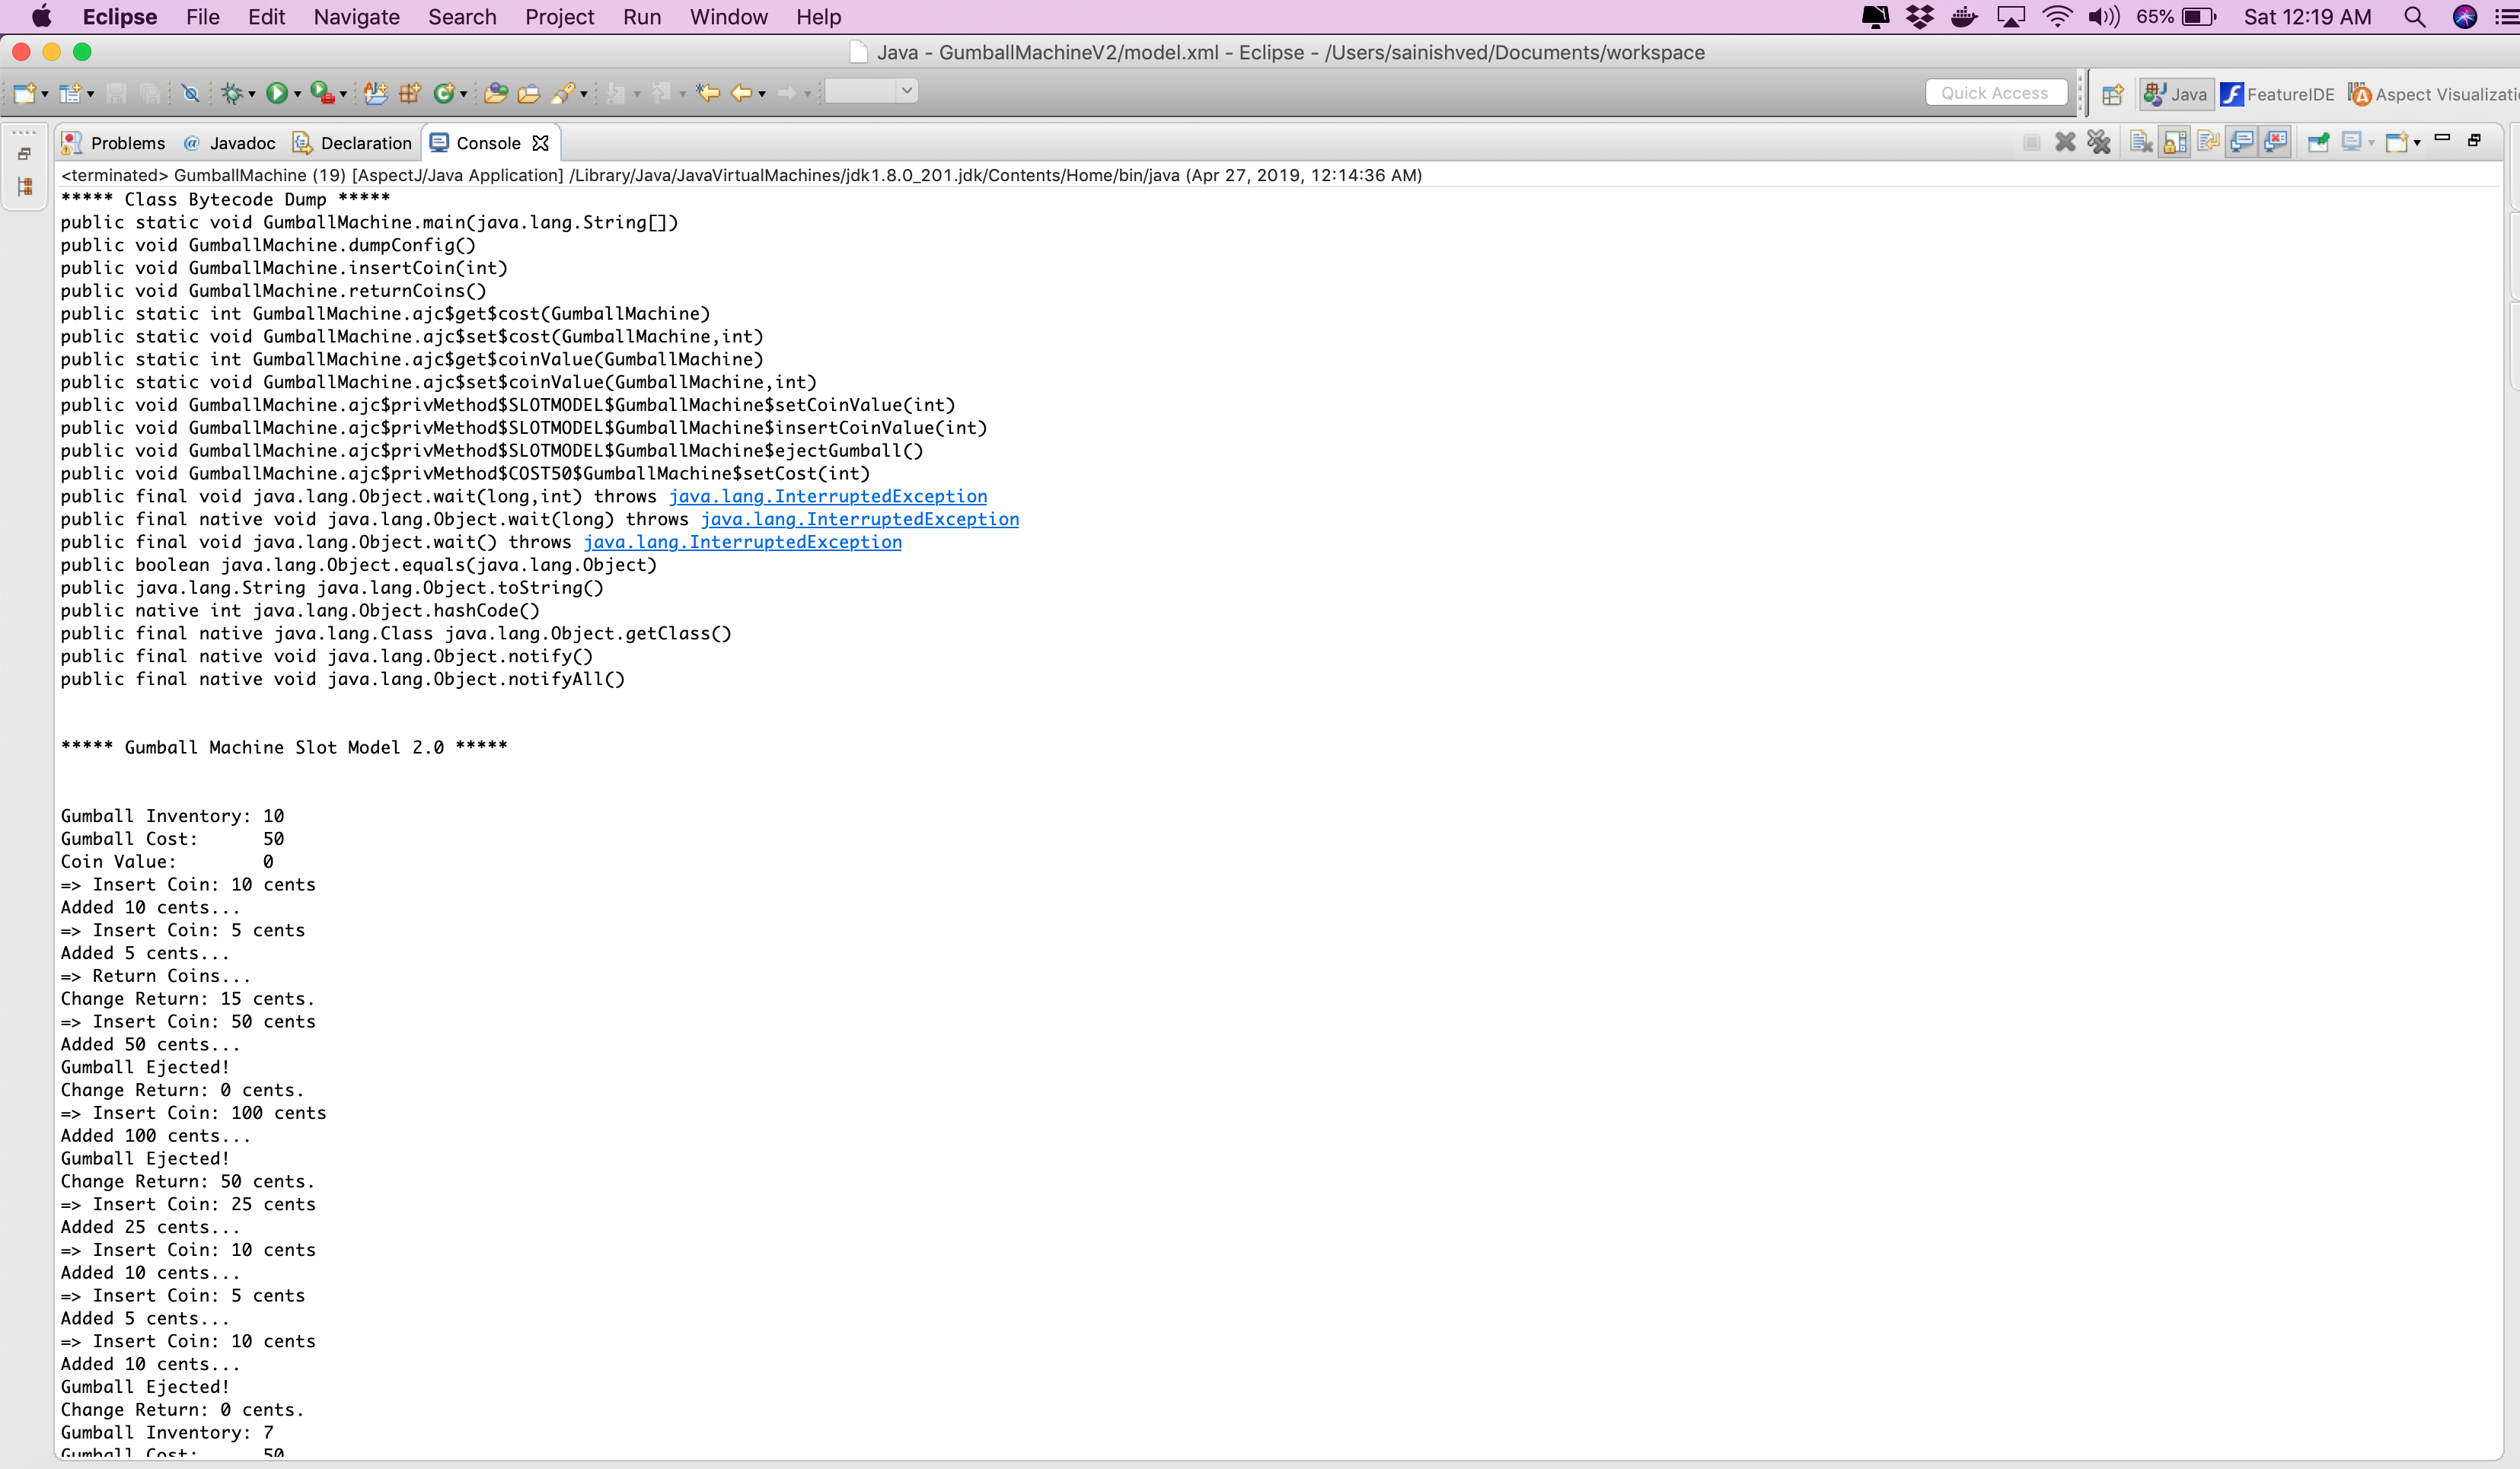 Eclipse File Edit Navigate Search Project Run Window Help 65% Sat 12:19 AM
Java - GumballMachineV2/model.xml - Eclipse - /Users/sainishved/Documents/workspace
Quick Access Java FeatureIDE Aspect Visualizati
Problems @ Javadoc Declaration Console
<terminated> GumballMachine (19) [AspectJ/Java Application] /Library/Java/JavaVirtualMachines/jdk1.8.0_201.jdk/Contents/Home/bin/java (Apr 27, 2019, 12:14:36 AM)
***** Class Bytecode Dump *****
public static void GumballMachine.main(java.lang.String[])
public void GumballMachine.dumpConfig()
public void GumballMachine.insertCoin(int)
public void GumballMachine.returnCoins()
public static int GumballMachine.ajc$get$cost(GumballMachine)
public static void GumballMachine.ajc$set$cost(GumballMachine,int)
public static int GumballMachine.ajc$get$coinValue(GumballMachine)
public static void GumballMachine.ajc$set$coinValue(GumballMachine,int)
public void GumballMachine.ajc$privMethod$SLOTMODEL$GumballMachine$setCoinValue(int)
public void GumballMachine.ajc$privMethod$SLOTMODEL$GumballMachine$insertCoinValue(int)
public void GumballMachine.ajc$privMethod$SLOTMODEL$GumballMachine$ejectGumball()
public void GumballMachine.ajc$privMethod$COST50$GumballMachine$setCost(int)
public final void java.lang.Object.wait(long,int) throws java.lang.InterruptedException
public final native void java.lang.Object.wait(long) throws java.lang.InterruptedException
public final void java.lang.Object.wait() throws java.lang.InterruptedException
public boolean java.lang.Object.equals(java.lang.Object)
public java.lang.String java.lang.Object.toString()
public native int java.lang.Object.hashCode()
public final native java.lang.Class java.lang.Object.getClass()
public final native void java.lang.Object.notify()
public final native void java.lang.Object.notifyAll()
***** Gumball Machine Slot Model 2.0 *****
Gumball Inventory: 10
Gumball Cost: 50
Coin Value: 0
=> Insert Coin: 10 cents
Added 10 cents...
=> Insert Coin: 5 cents
Added 5 cents...
=> Return Coins...
Change Return: 15 cents.
=> Insert Coin: 50 cents
Added 50 cents...
Gumball Ejected!
Change Return: 0 cents.
=> Insert Coin: 100 cents
Added 100 cents...
Gumball Ejected!
Change Return: 50 cents.
=> Insert Coin: 25 cents
Added 25 cents...
=> Insert Coin: 10 cents
Added 10 cents...
=> Insert Coin: 5 cents
Added 5 cents...
=> Insert Coin: 10 cents
Added 10 cents...
Gumball Ejected!
Change Return: 0 cents.
Gumball Inventory: 7
Gumball Cost: 50